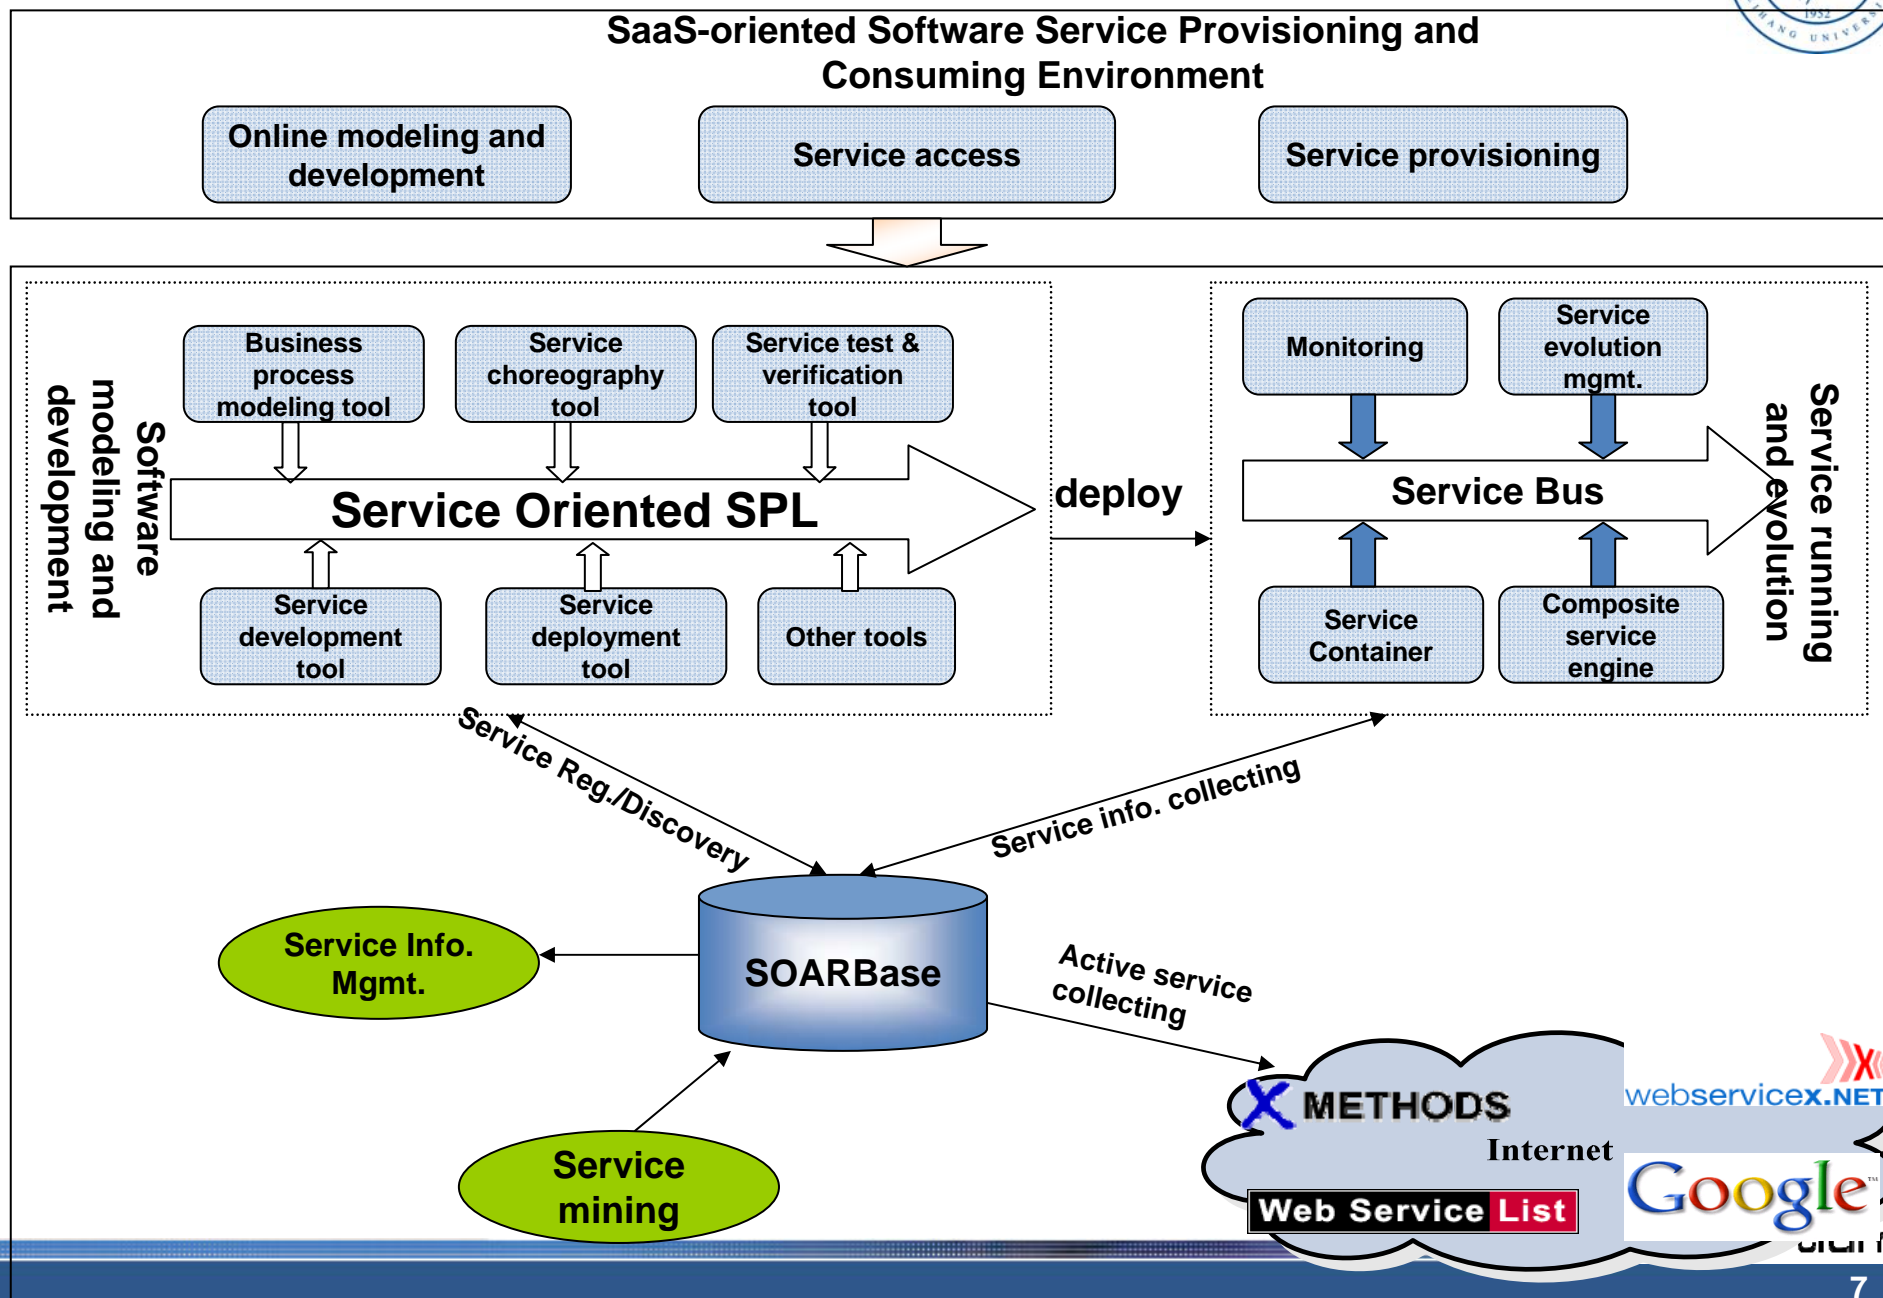 1952
HANG UNIVERS
SaaS-oriented Software Service Provisioning and
Consuming Environment
Online modeling and
development
Service access
Service provisioning
Software
modeling and
development
Business
process
modeling tool
Service
choreography
tool
Service test &
verification
tool
Service Oriented SPL
Service
development
tool
Service
deployment
tool
Other tools
deploy
Monitoring
Service
evolution
mgmt.
Service Bus
Service
Container
Composite
service
engine
Service running
and evolution
Service Reg./Discovery
Service info. collecting
SOARBase
Service Info.
Mgmt.
Service
mining
Active service
collecting
X METHODS
webservicex.NET
Internet
Web Service List
Google™
7